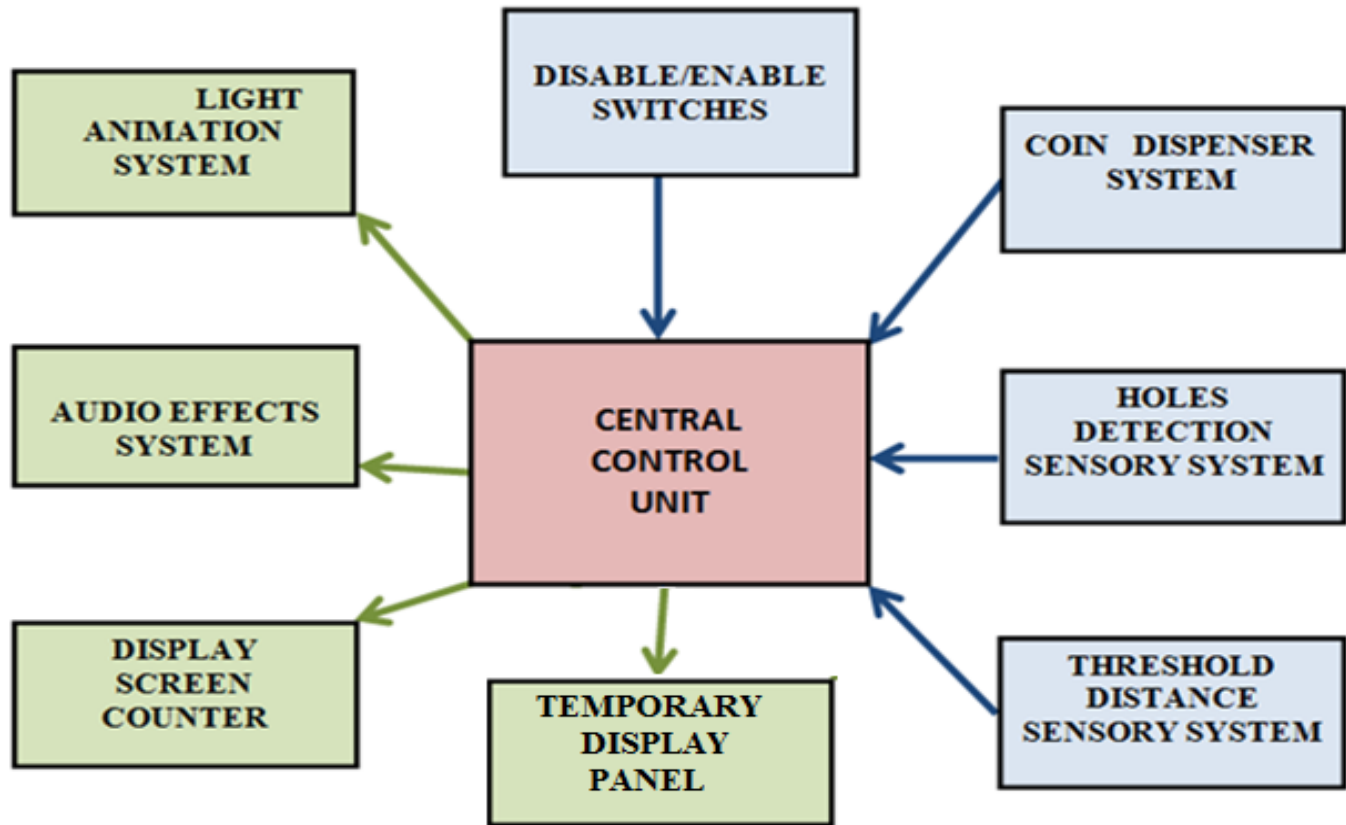 LIGHT
ANIMATION
SYSTEM
DISABLE/ENABLE
SWITCHES
COIN DISPENSER
SYSTEM
AUDIO EFFECTS
SYSTEM
CENTRAL
CONTROL
UNIT
HOLES
DETECTION
SENSORY SYSTEM
DISPLAY
SCREEN
COUNTER
TEMPORARY
DISPLAY
PANEL
THRESHOLD
DISTANCE
SENSORY SYSTEM